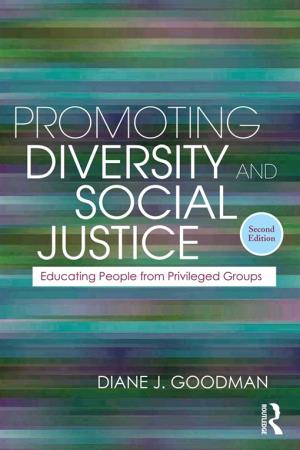 PROMOTING
DIVERSITY AND
SOCIAL
JUSTICE
Second
Edition
Educating People from Privileged Groups
DIANE J. GOODMAN
ROUTLEDGE